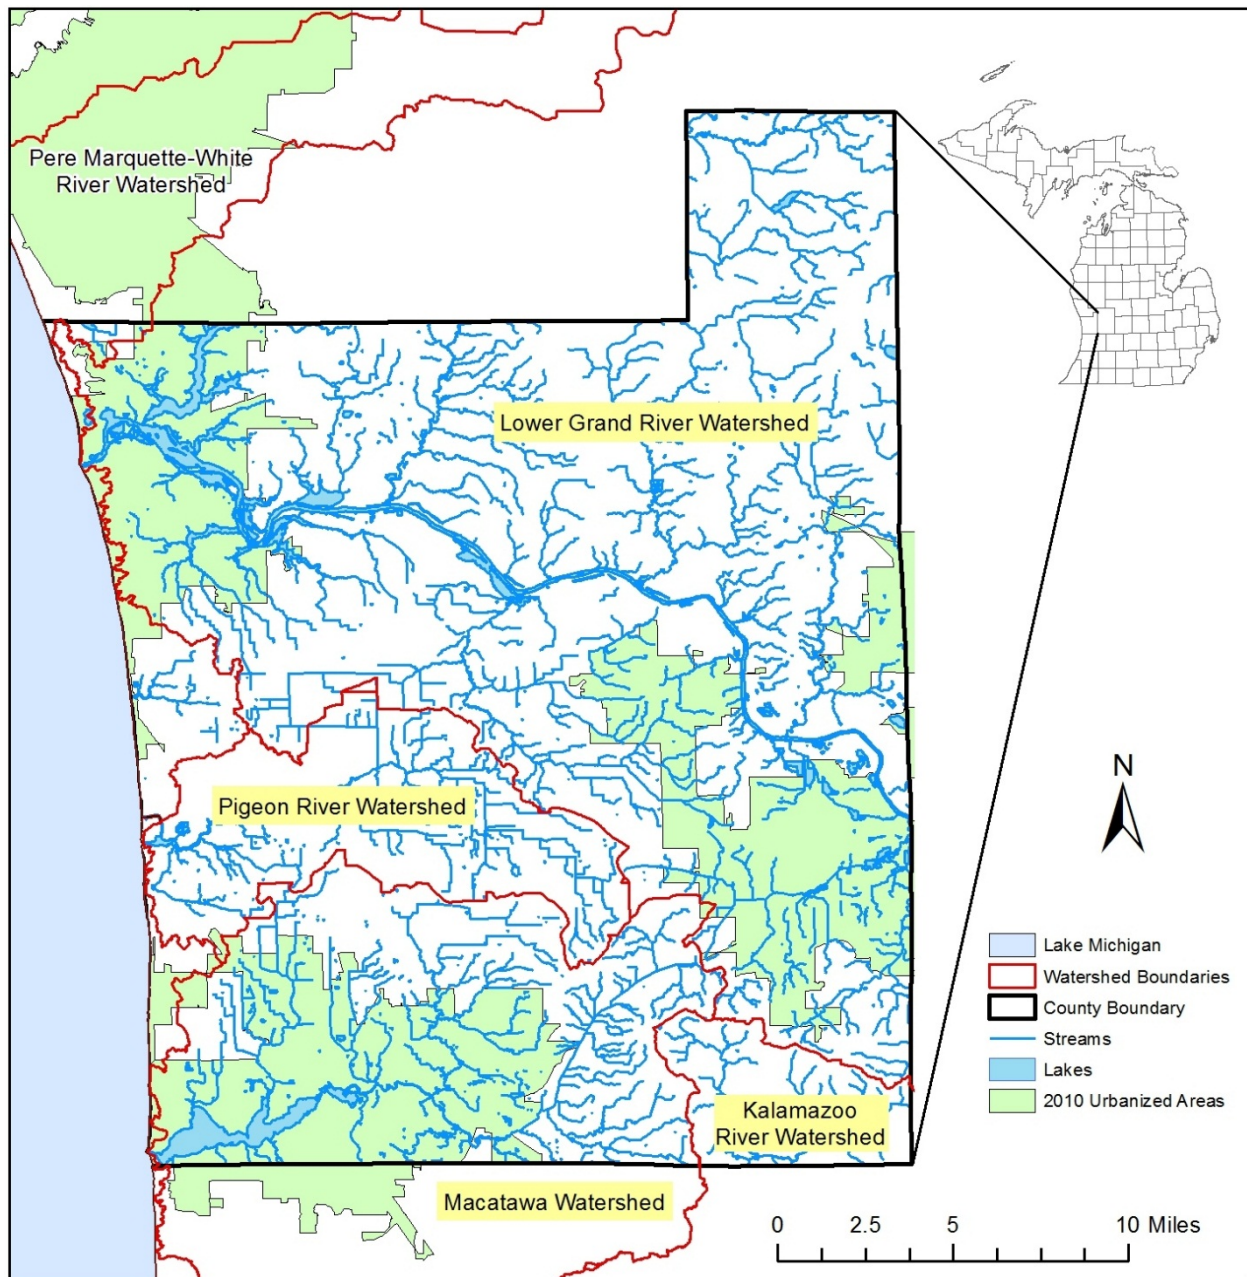 Pere Marquette-White
River Watershed
Lower Grand River Watershed
Pigeon River Watershed
Kalamazoo
River Watershed
Macatawa Watershed
N
Lake Michigan
Watershed Boundaries
County Boundary
Streams
Lakes
2010 Urbanized Areas
0 2.5 5 10 Miles